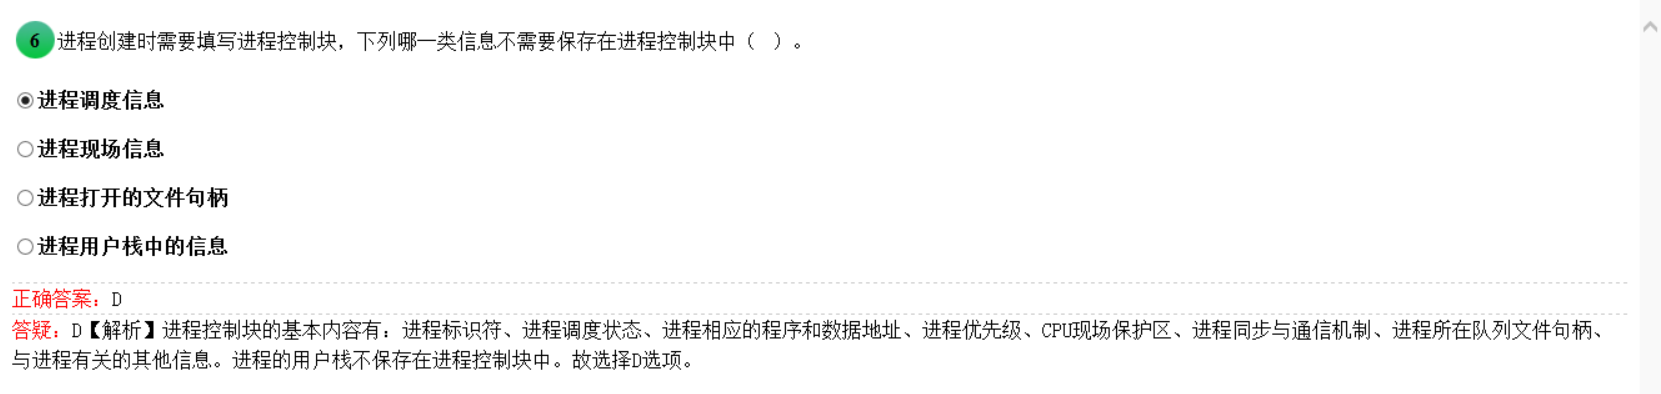 6 进程创建时需要填写进程控制块，下列哪一类信息不需要保存在进程控制块中（ ）。
进程调度信息
进程现场信息
进程打开的文件句柄
进程用户栈中的信息
正确答案：D
答疑：D【解析】进程控制块的基本内容有：进程标识符、进程调度状态、进程相应的程序和数据地址、进程优先级、CPU现场保护区、进程同步与通信机制、进程所在队列文件句柄、
与进程有关的其他信息。进程的用户栈不保存在进程控制块中。故选择D选项。